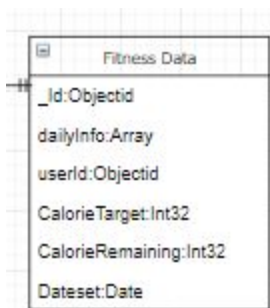 Fitness Data
_Id:Objectid
dailyInfo:Array
userId:Objectid
CalorieTarget:Int32
CalorieRemaining:Int32
Dateset:Date